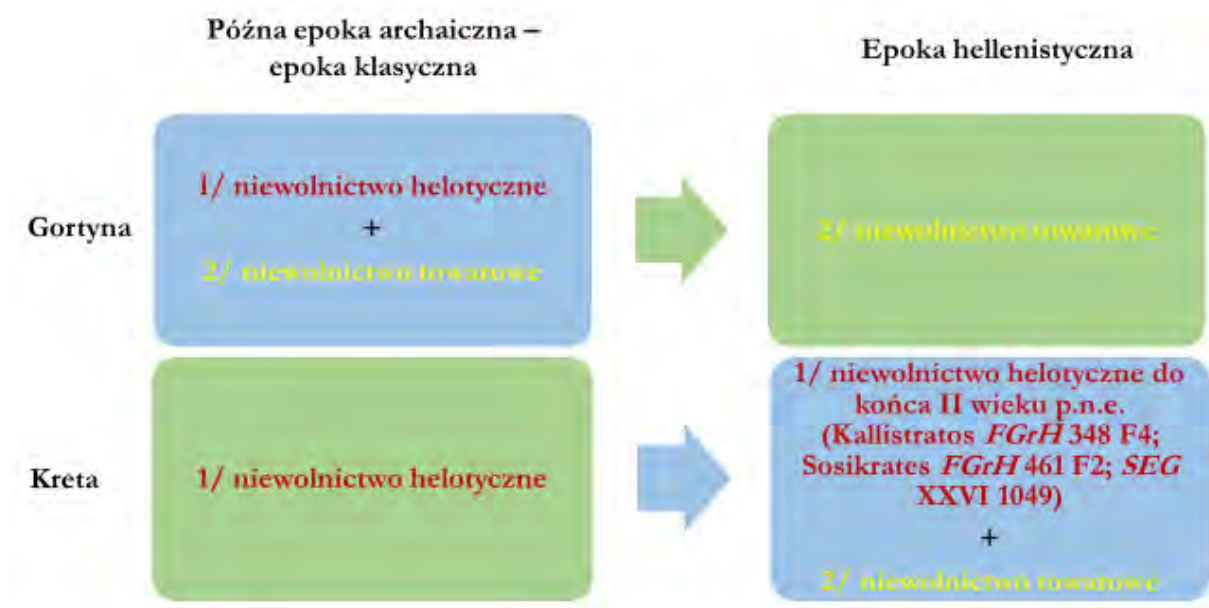 Późna epoka archaiczna –
epoka klasyczna
Epoka hellenistyczna
Gortyna
1/ niewolnictwo helotyczne
+
2/ niewolnictwo towarowe
2/ niewolnictwo towarowe
Kreta
1/ niewolnictwo helotyczne
1/ niewolnictwo helotyczne do
końca II wieku p.n.e.
(Kallistratos FGrH 348 F4;
Sosikrates FGrH 461 F2; SEG
XXVI 1049)
+
2/ niewolnictwo towarowe